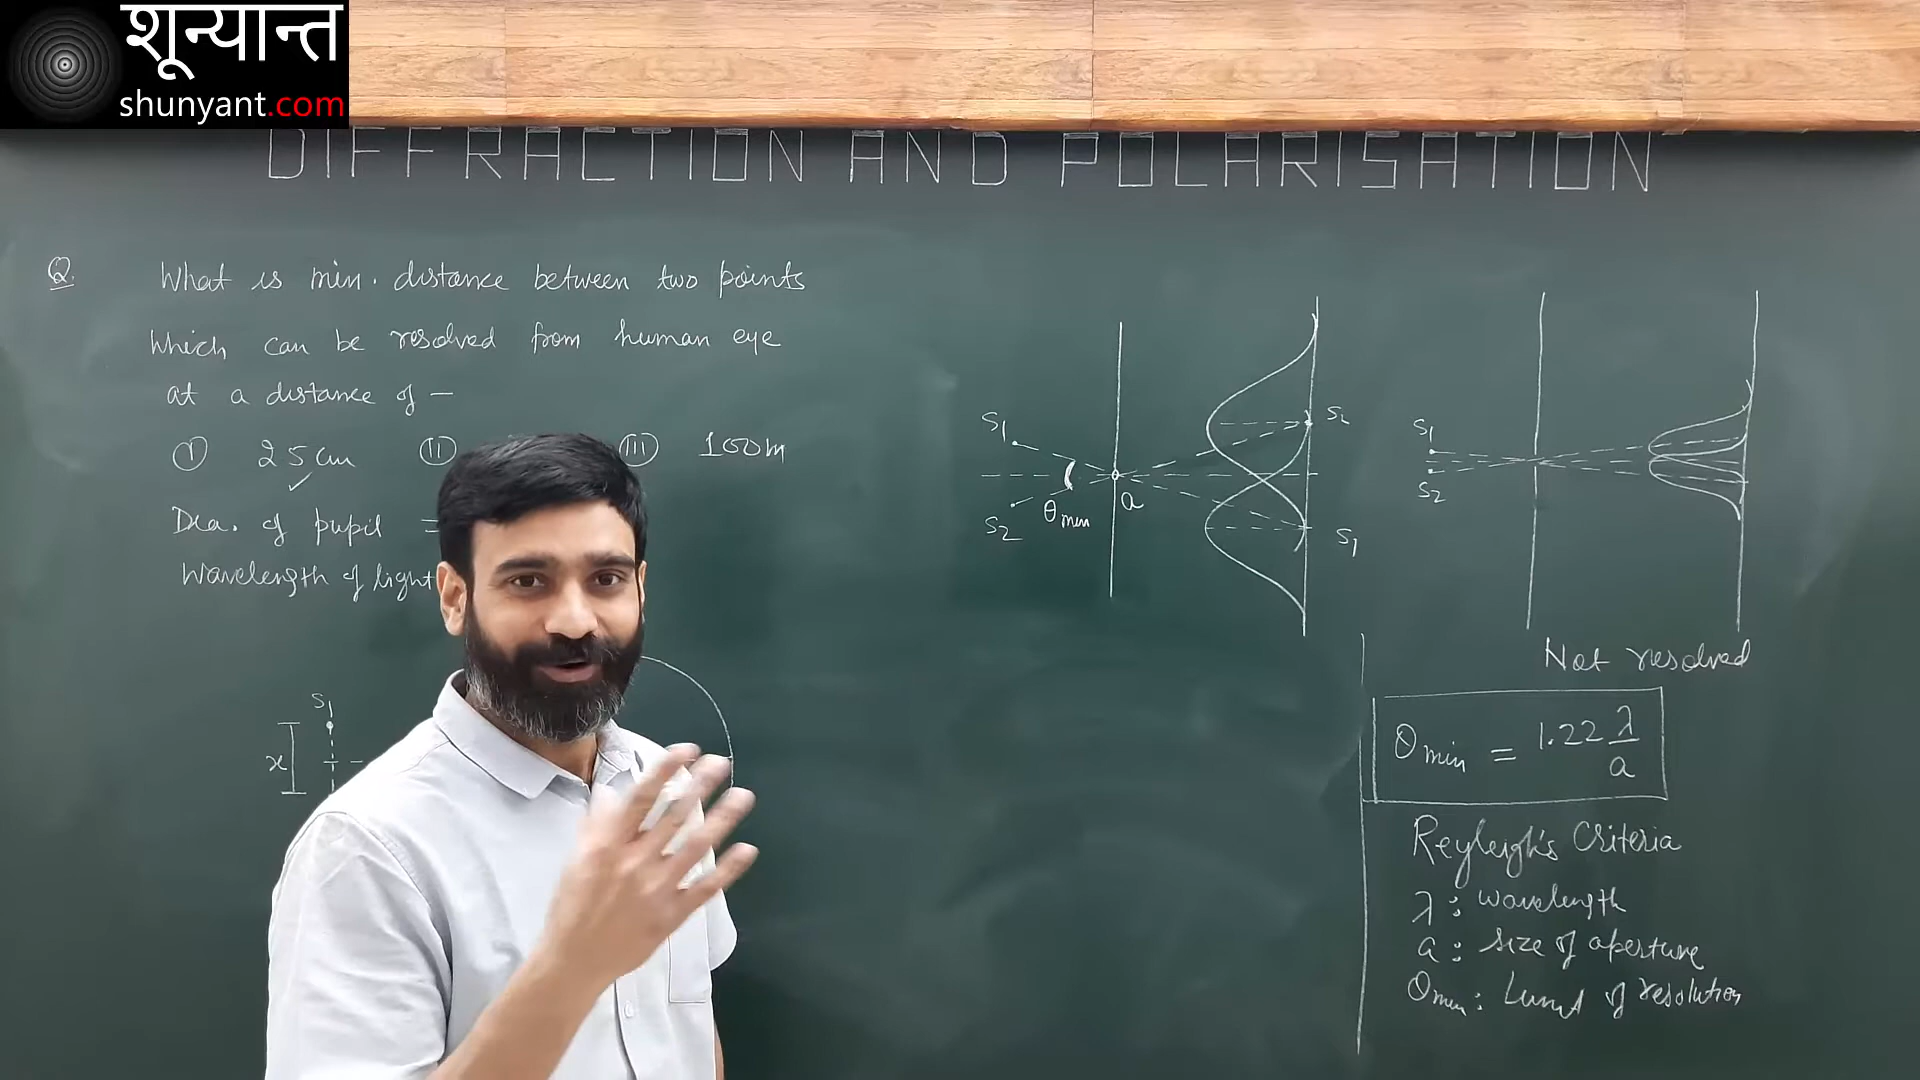 शून्यान्त
shunyant.com
DIFFRACTION AND POLARISATION
Q. What is min. distance between two points
which can be resolved from human eye
at a distance of —
(I) 25 cm (II) (III) 100m
Dia. of pupil =
Wavelength of light
S1
x
S1
S2
θmin
a
S2
S1
S1
S2
Not resolved
θmin = 1.22 λ/a
Reyleigh's Criteria
λ : wavelength
a : size of aperture
θmin : Limit of resolution